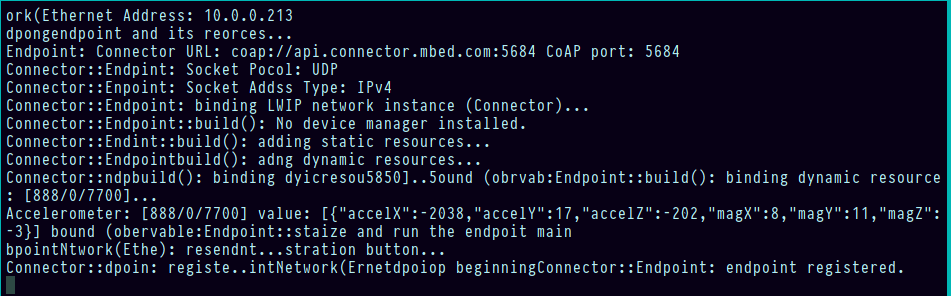 ork(Ethernet Address: 10.0.0.213
dpongendpoint and its reorces...
Endpoint: Connector URL: coap://api.connector.mbed.com:5684 CoAP port: 5684
Connector::Endpint: Socket Pocol: UDP
Connector::Enpoint: Socket Addss Type: IPv4
Connector::Endpoint: binding LWIP network instance (Connector)...
Connector::Endpoint::build(): No device manager installed.
Connector::Endint::build(): adding static resources...
Connector::Endpointbuild(): adng dynamic resources...
Connector::ndpbuild(): binding dyicresou5850]..5ound (obrvab:Endpoint::build(): binding dynamic resource
: [888/0/7700]...
Accelerometer: [888/0/7700] value: [{"accelX":-2038,"accelY":17,"accelZ":-202,"magX":8,"magY":11,"magZ":
-3}] bound (obervable:Endpoint::staize and run the endpoit main
bpointNtwork(Ethe): resendnt...stration button...
Connector::dpoin: registe..intNetwork(Ernetdpoiop beginningConnector::Endpoint: endpoint registered.